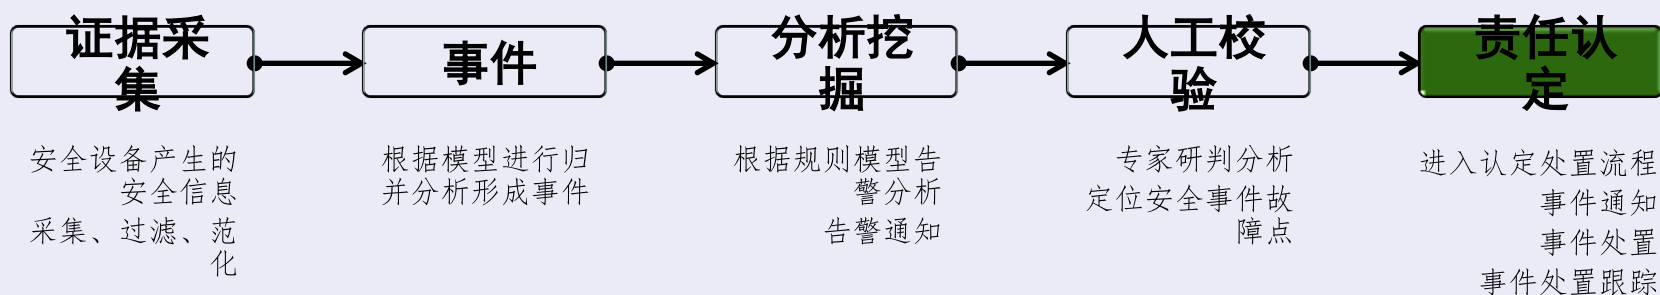 证据采
集
事件
分析挖
掘
人工校
验
责任认
定
安全设备产生的
安全信息
采集、过滤、范
化
根据模型进行归
并分析形成事件
根据规则模型告
警分析
告警通知
专家研判分析
定位安全事件故
障点
进入认定处置流程
事件通知
事件处置
事件处置跟踪